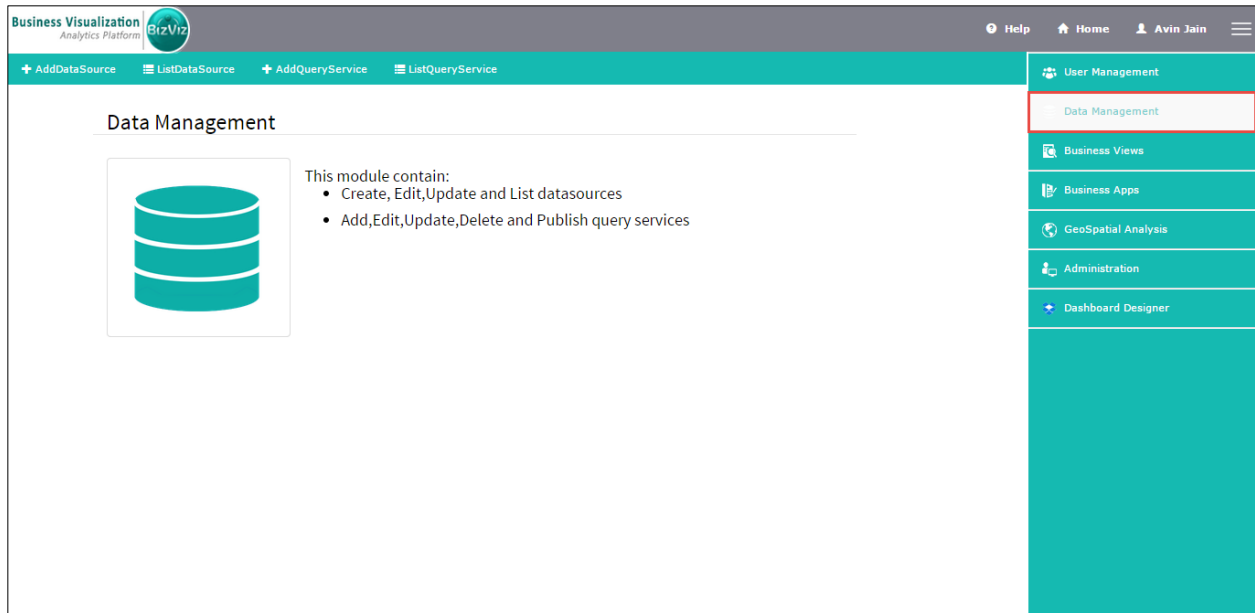 Business Visualization
Analytics Platform
BizViz
Help
Home
Avin Jain
AddDataSource
ListDataSource
AddQueryService
ListQueryService
Data Management
This module contain:
Create, Edit,Update and List datasources
Add,Edit,Update,Delete and Publish query services
User Management
Data Management
Business Views
Business Apps
GeoSpatial Analysis
Administration
Dashboard Designer